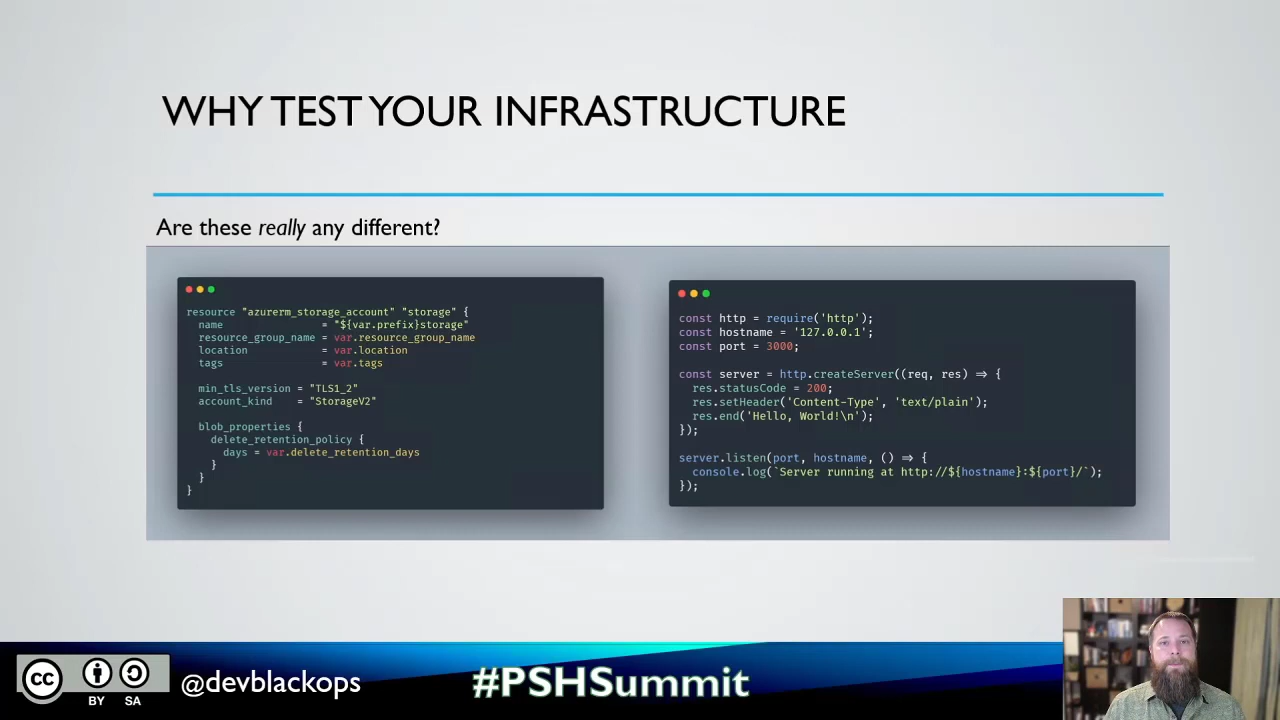 WHY TEST YOUR INFRASTRUCTURE
Are these really any different?
resource "azurerm_storage_account" "storage" {
  name                = "${var.prefix}storage"
  resource_group_name = var.resource_group_name
  location            = var.location
  tags                = var.tags
  min_tls_version = "TLS1_2"
  account_kind    = "StorageV2"
  blob_properties {
    delete_retention_policy {
      days = var.delete_retention_days
    }
  }
}
const http = require('http');
const hostname = '127.0.0.1';
const port = 3000;
const server = http.createServer((req, res) => {
  res.statusCode = 200;
  res.setHeader('Content-Type', 'text/plain');
  res.end('Hello, World!\n');
});
server.listen(port, hostname, () => {
  console.log(`Server running at http://${hostname}:${port}/`);
});
CC
BY SA
@devblackops
#PSHSummit